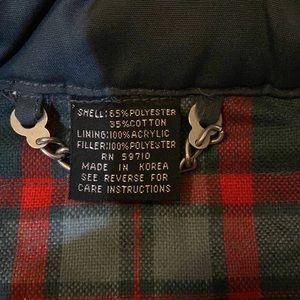 SHELL:65%POLYESTER
35%COTTON
LINING:100%ACRYLIC
FILLER:100%POLYESTER
RN 59710
MADE IN KOREA
SEE REVERSE FOR
CARE INSTRUCTIONS